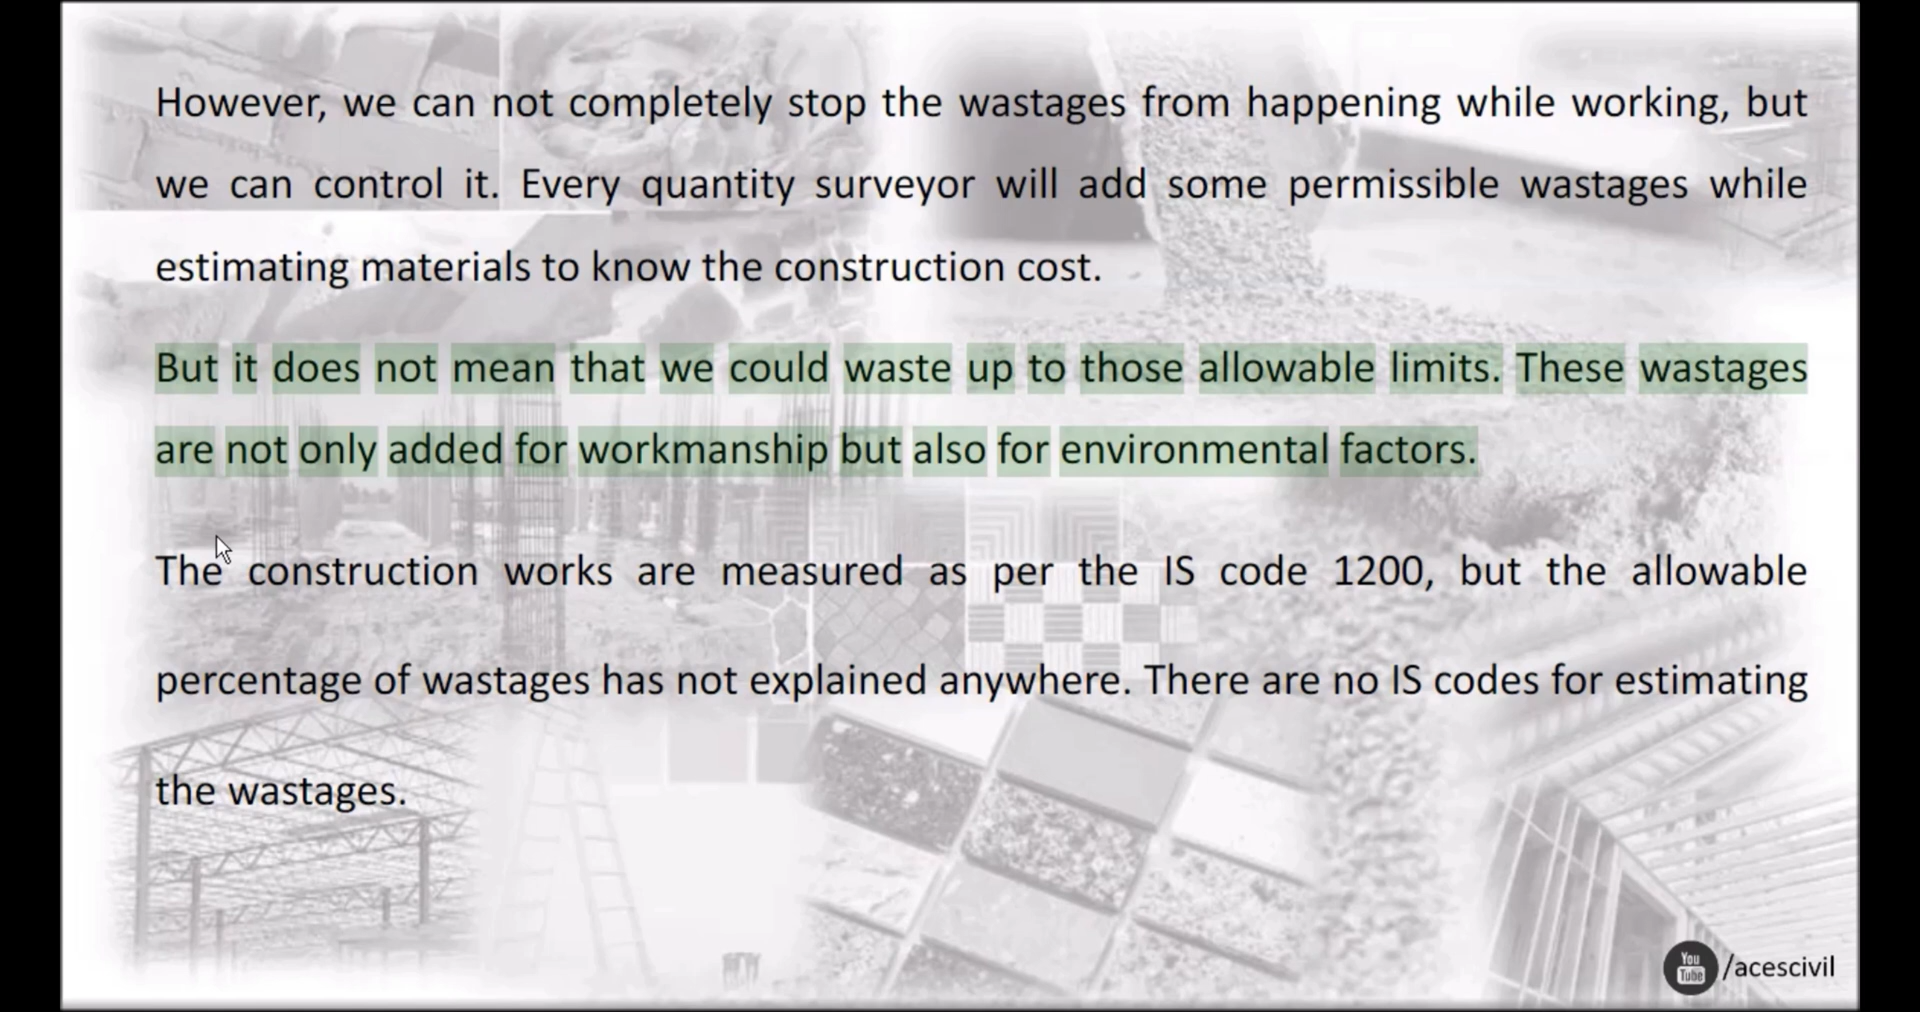 However, we can not completely stop the wastages from happening while working, but
we can control it. Every quantity surveyor will add some permissible wastages while
estimating materials to know the construction cost.
But it does not mean that we could waste up to those allowable limits. These wastages
are not only added for workmanship but also for environmental factors.
The construction works are measured as per the IS code 1200, but the allowable
percentage of wastages has not explained anywhere. There are no IS codes for estimating
the wastages.
You
Tube
/acescivil